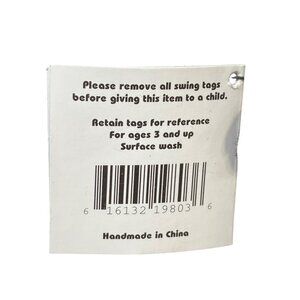 Please remove all swing tags
before giving this item to a child.
Retain tags for reference
For ages 3 and up
Surface wash
6 16132 19803 6
Handmade in China